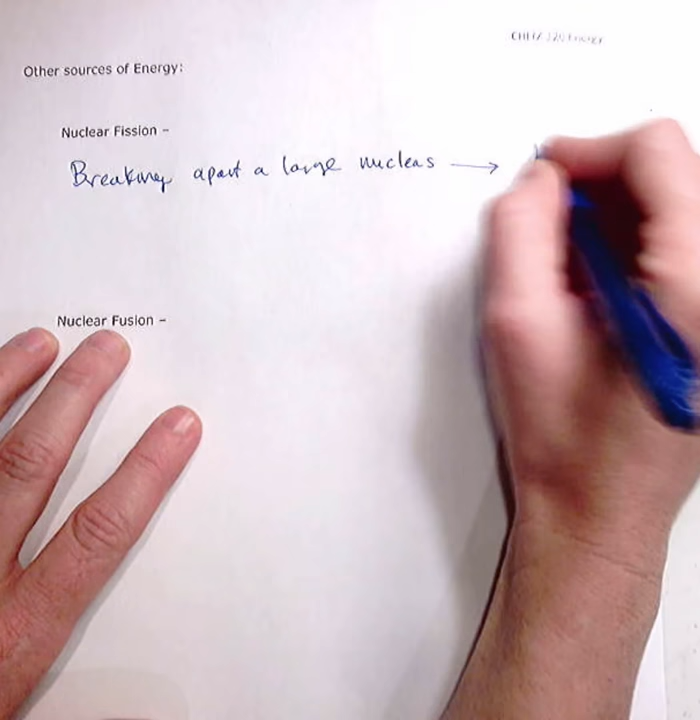 Other sources of Energy:
Nuclear Fission –
Breaking apart a large nucleas →
Nuclear Fusion –